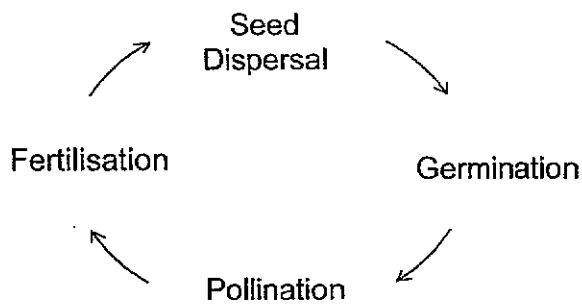 Seed
Dispersal
Fertilisation
Germination
Pollination